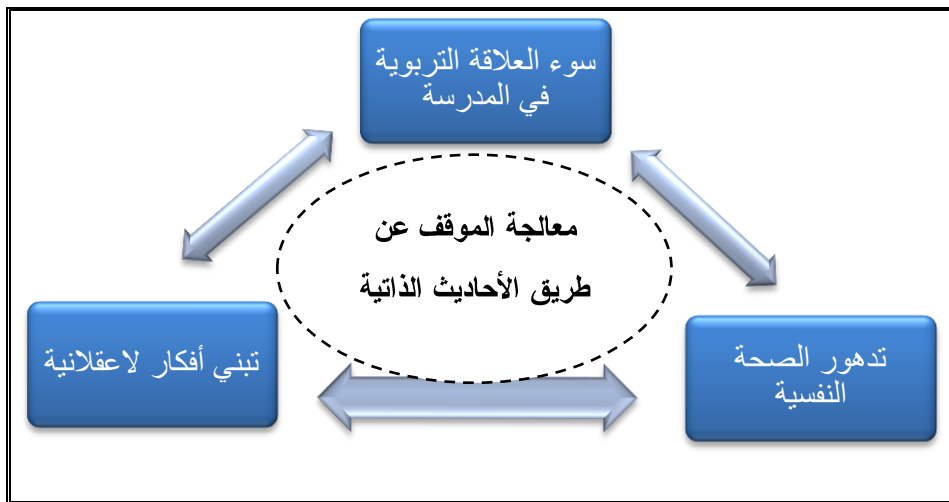 سوء العلاقة التربوية
في المدرسة
معالجة الموقف عن
طريق الأحاديث الذاتية
تدهور الصحة
النفسية
تبني أفكار لاعقلانية